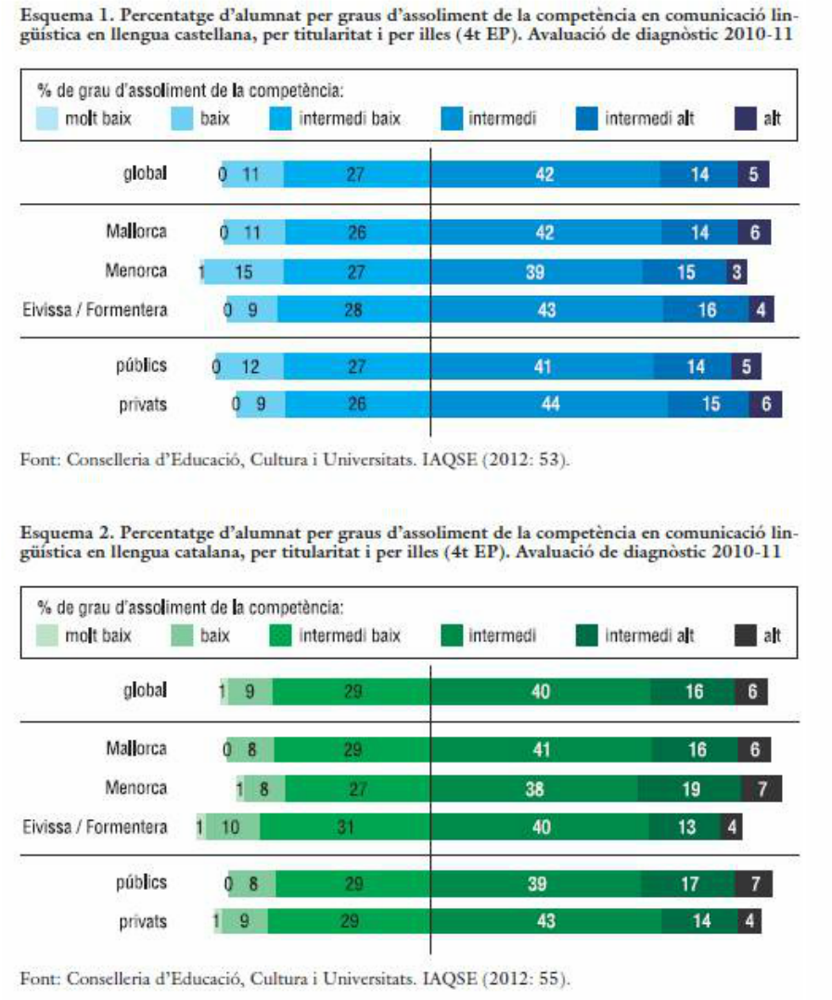 Esquema 1. Percentatge d'alumnat per graus d'assoliment de la competència en comunicació lin-
güística en llengua castellana, per titularitat i per illes (4t EP). Avaluació de diagnòstic 2010-11
% de grau d'assoliment de la competència:
molt baix baix intermedi baix intermedi intermedi alt alt
global 0 11 27 42 14 5
Mallorca 0 11 26 42 14 6
Menorca 1 15 27 39 15 3
Eivissa / Formentera 0 9 28 43 16 4
públics 0 12 27 41 14 5
privats 0 9 26 44 15 6
Font: Conselleria d'Educació, Cultura i Universitats. IAQSE (2012: 53).
Esquema 2. Percentatge d'alumnat per graus d'assoliment de la competència en comunicació lin-
güística en llengua catalana, per titularitat i per illes (4t EP). Avaluació de diagnòstic 2010-11
% de grau d'assoliment de la competència:
molt baix baix intermedi baix intermedi intermedi alt alt
global 1 9 29 40 16 6
Mallorca 0 8 29 41 16 6
Menorca 1 8 27 38 19 7
Eivissa / Formentera 1 10 31 40 13 4
públics 0 8 29 39 17 7
privats 1 9 29 43 14 4
Font: Conselleria d'Educació, Cultura i Universitats. IAQSE (2012: 55).